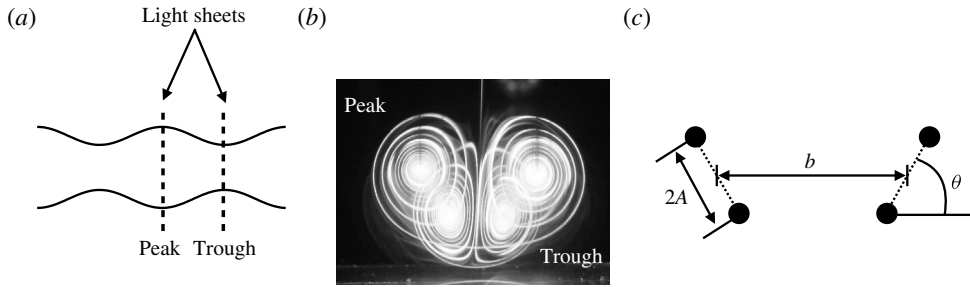 (a)
Light sheets
Peak Trough
(b)
Peak
Trough
(c)
b
2A
θ